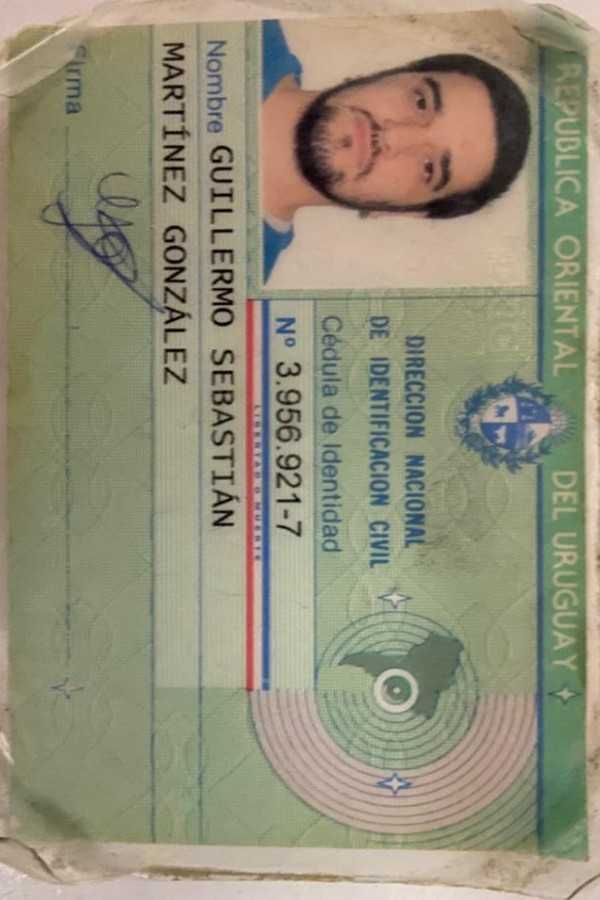 REPUBLICA ORIENTAL DEL URUGUAY
DIRECCION NACIONAL
DE IDENTIFICACION CIVIL
Cédula de Identidad
Nº 3.956.921-7
LIBERTAD O MUERTE
Nombre GUILLERMO SEBASTIÁN
MARTÍNEZ GONZÁLEZ
Firma